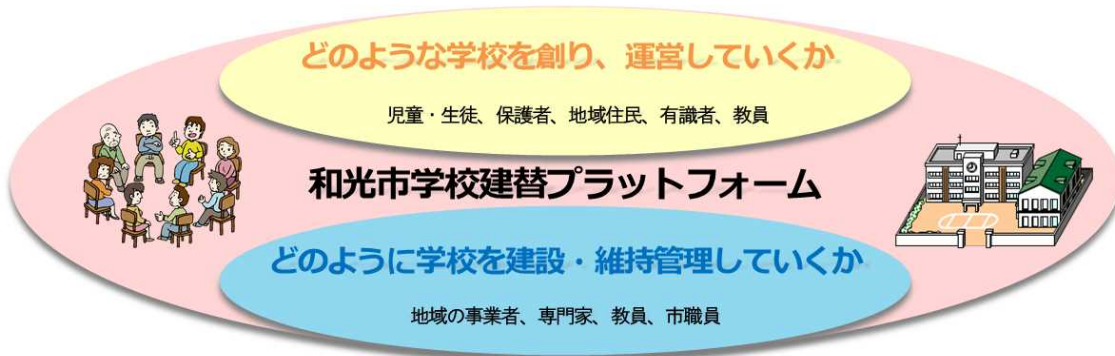 どのような学校を創り、運営していくか
児童・生徒、保護者、地域住民、有識者、教員
和光市学校建替プラットフォーム
どのように学校を建設・維持管理していくか
地域の事業者、専門家、教員、市職員